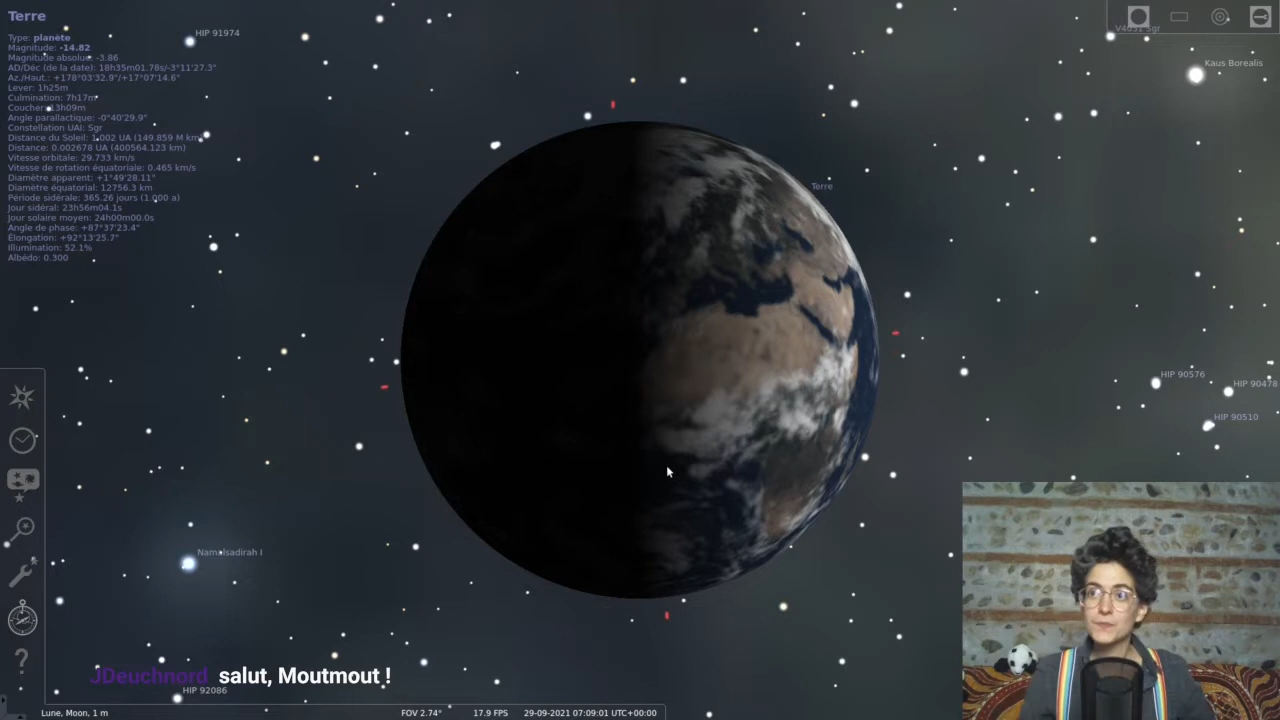 Terre
Type: planète
Magnitude: -14.82
Magnitude absolue: -3.86
AD/Déc (de la date): 18h35m01.78s/-3°11'27.3"
Az./Haut.: +178°03'32.9"/+17°07'14.6"
Lever: 1h25m
Culmination: 7h17m
Coucher: 13h09m
Angle parallactique: -0°40'29.9"
Constellation UAI: Sgr
Distance du Soleil: 1.002 UA (149.859 M km)
Distance: 0.002678 UA (400564.123 km)
Vitesse orbitale: 29.733 km/s
Vitesse de rotation équatoriale: 0.465 km/s
Diamètre apparent: +1°49'28.11"
Diamètre équatorial: 12756.3 km
Période sidérale: 365.26 jours (1.000 a)
Jour sidéral: 23h56m04.1s
Jour solaire moyen: 24h00m00.0s
Angle de phase: +87°37'23.4"
Élongation: +92°13'25.7"
Illumination: 52.1%
Albédo: 0.300
HIP 91974
V4031 Sgr
Kaus Borealis
Terre
HIP 90576
HIP 90478
HIP 90510
Namalsadirah I
JDeuchnord salut, Moutmout !
HIP 92086
Lune, Moon, 1 m
FOV 2.74°
17.9 FPS
29-09-2021 07:09:01 UTC+00:00